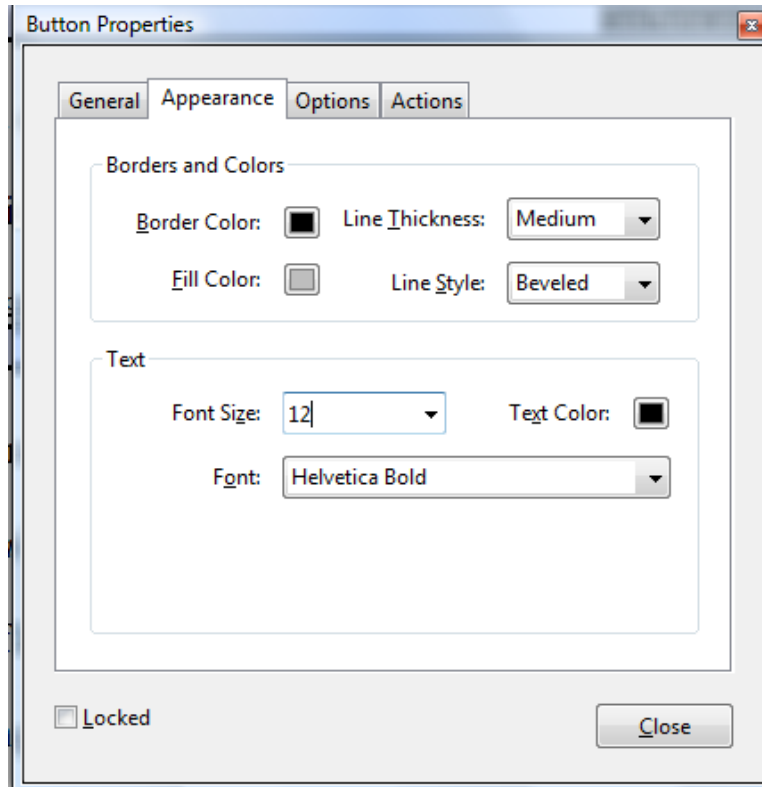 Button Properties
General Appearance Options Actions
Borders and Colors
Border Color: Line Thickness: Medium
Fill Color: Line Style: Beveled
Text
Font Size: 12 Text Color:
Font: Helvetica Bold
Locked
Close